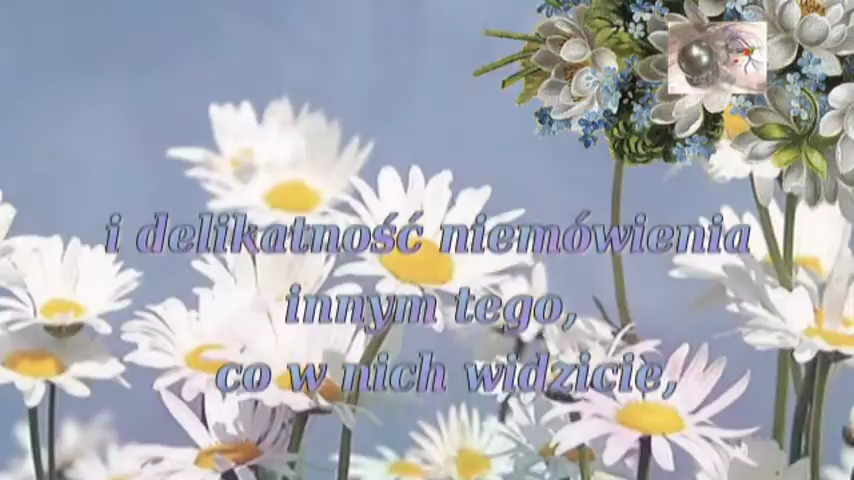 i delikatność niemówienia
innym tego,
co w nich widzicie,